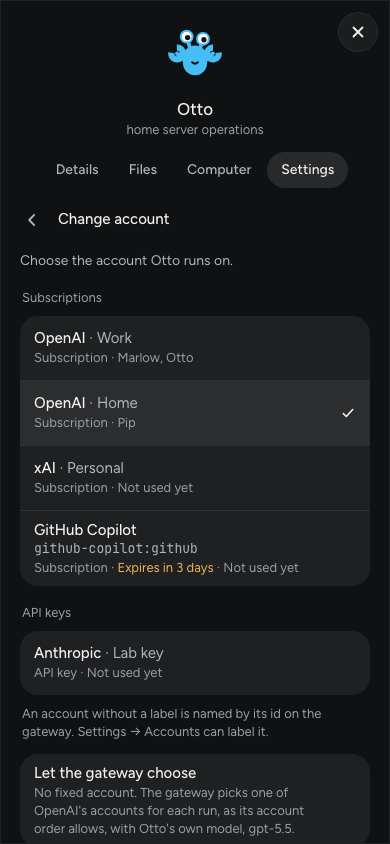 Otto
home server operations
Details Files Computer Settings
Change account
Choose the account Otto runs on.
Subscriptions
OpenAI · Work
Subscription · Marlow, Otto
OpenAI · Home
Subscription · Pip
xAI · Personal
Subscription · Not used yet
GitHub Copilot
github-copilot:github
Subscription · Expires in 3 days · Not used yet
API keys
Anthropic · Lab key
API key · Not used yet
An account without a label is named by its id on the
gateway. Settings → Accounts can label it.
Let the gateway choose
No fixed account. The gateway picks one of
OpenAI's accounts for each run, as its account
order allows, with Otto's own model, gpt-5.5.